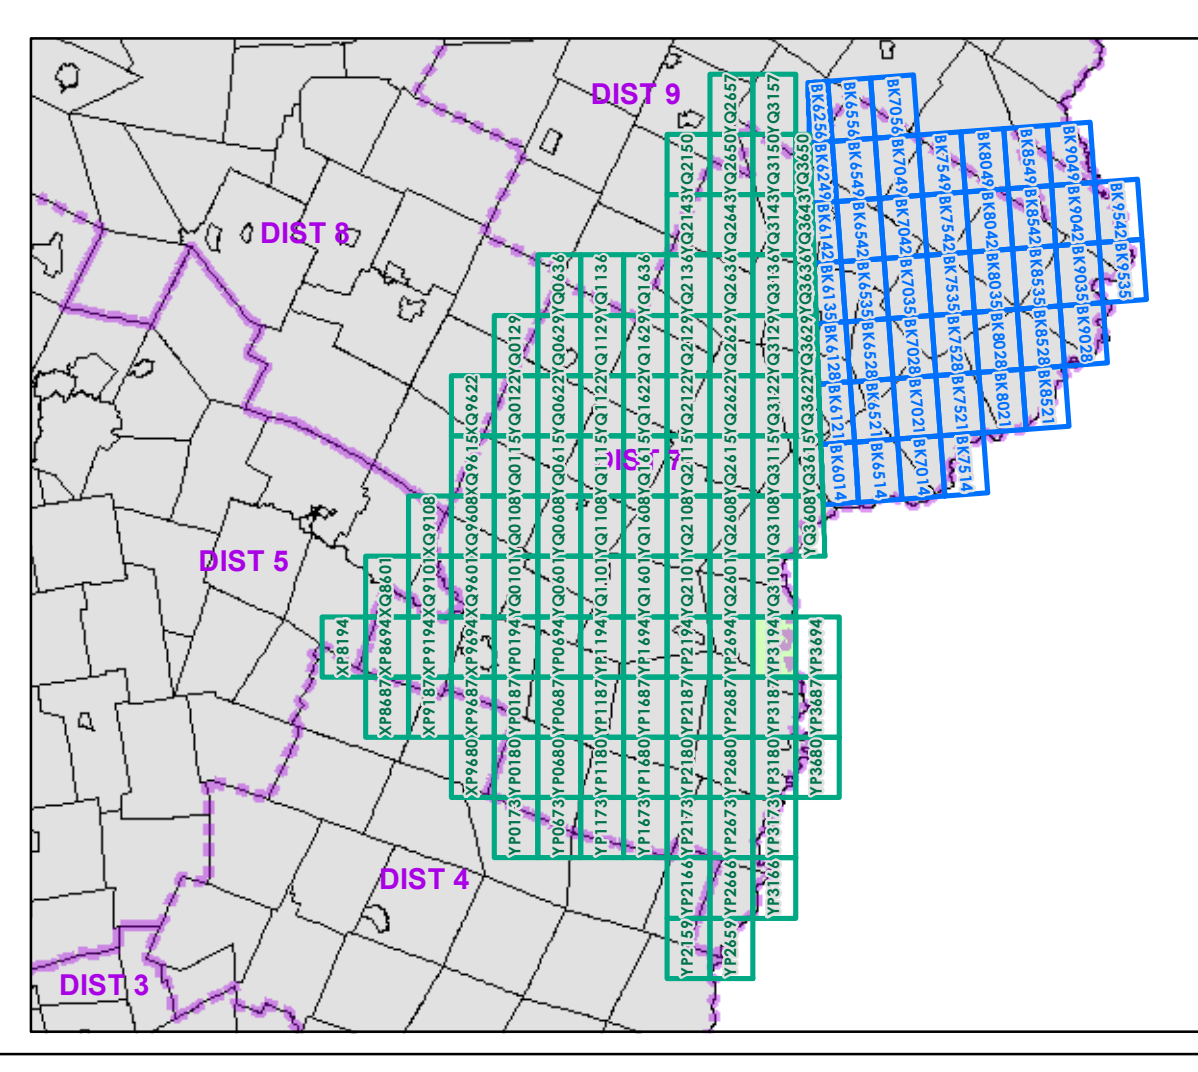 DIST 9
DIST 8
DIST 7
DIST 5
DIST 4
DIST 3
YQ2657 YQ3157
YQ2150 YQ2650 YQ3150 YQ3650
YQ2143 YQ2643 YQ3143 YQ3643
YQ0636 YQ1136 YQ1636 YQ2136 YQ2636 YQ3136 YQ3636
YQ0129 YQ0629 YQ1129 YQ1629 YQ2129 YQ2629 YQ3129 YQ3629
XQ9622 YQ0122 YQ0622 YQ1122 YQ1622 YQ2122 YQ2622 YQ3122 YQ3622
XQ9615 YQ0115 YQ0615 YQ1115 YQ1615 YQ2115 YQ2615 YQ3115 YQ3615
XQ9108 XQ9608 YQ0108 YQ0608 YQ1108 YQ1608 YQ2108 YQ2608 YQ3108 YQ3608
XQ8601 XQ9101 XQ9601 YQ0101 YQ0601 YQ1101 YQ1601 YQ2101 YQ2601 YQ3101
XP8194 XP8694 XP9194 XP9694 YP0194 YP0694 YP1194 YP1694 YP2194 YP2694 YP3194 YP3694
XP8687 XP9187 XP9687 YP0187 YP0687 YP1187 YP1687 YP2187 YP2687 YP3187 YP3687
XP9680 YP0180 YP0680 YP1180 YP1680 YP2180 YP2680 YP3180 YP3680
YP0173 YP0673 YP1173 YP1673 YP2173 YP2673 YP3173
YP2166 YP2666 YP3166
YP2159 YP2659
BK6256 BK6556 BK7056
BK6249 BK6549 BK7049 BK7549 BK8049 BK8549 BK9049
BK6142 BK6542 BK7042 BK7542 BK8042 BK8542 BK9042 BK9542
BK6135 BK6535 BK7035 BK7535 BK8035 BK8535 BK9035 BK9535
BK6128 BK6528 BK7028 BK7528 BK8028 BK8528 BK9028
BK6121 BK6521 BK7021 BK7521 BK8021 BK8521
BK6014 BK6514 BK7014 BK7514